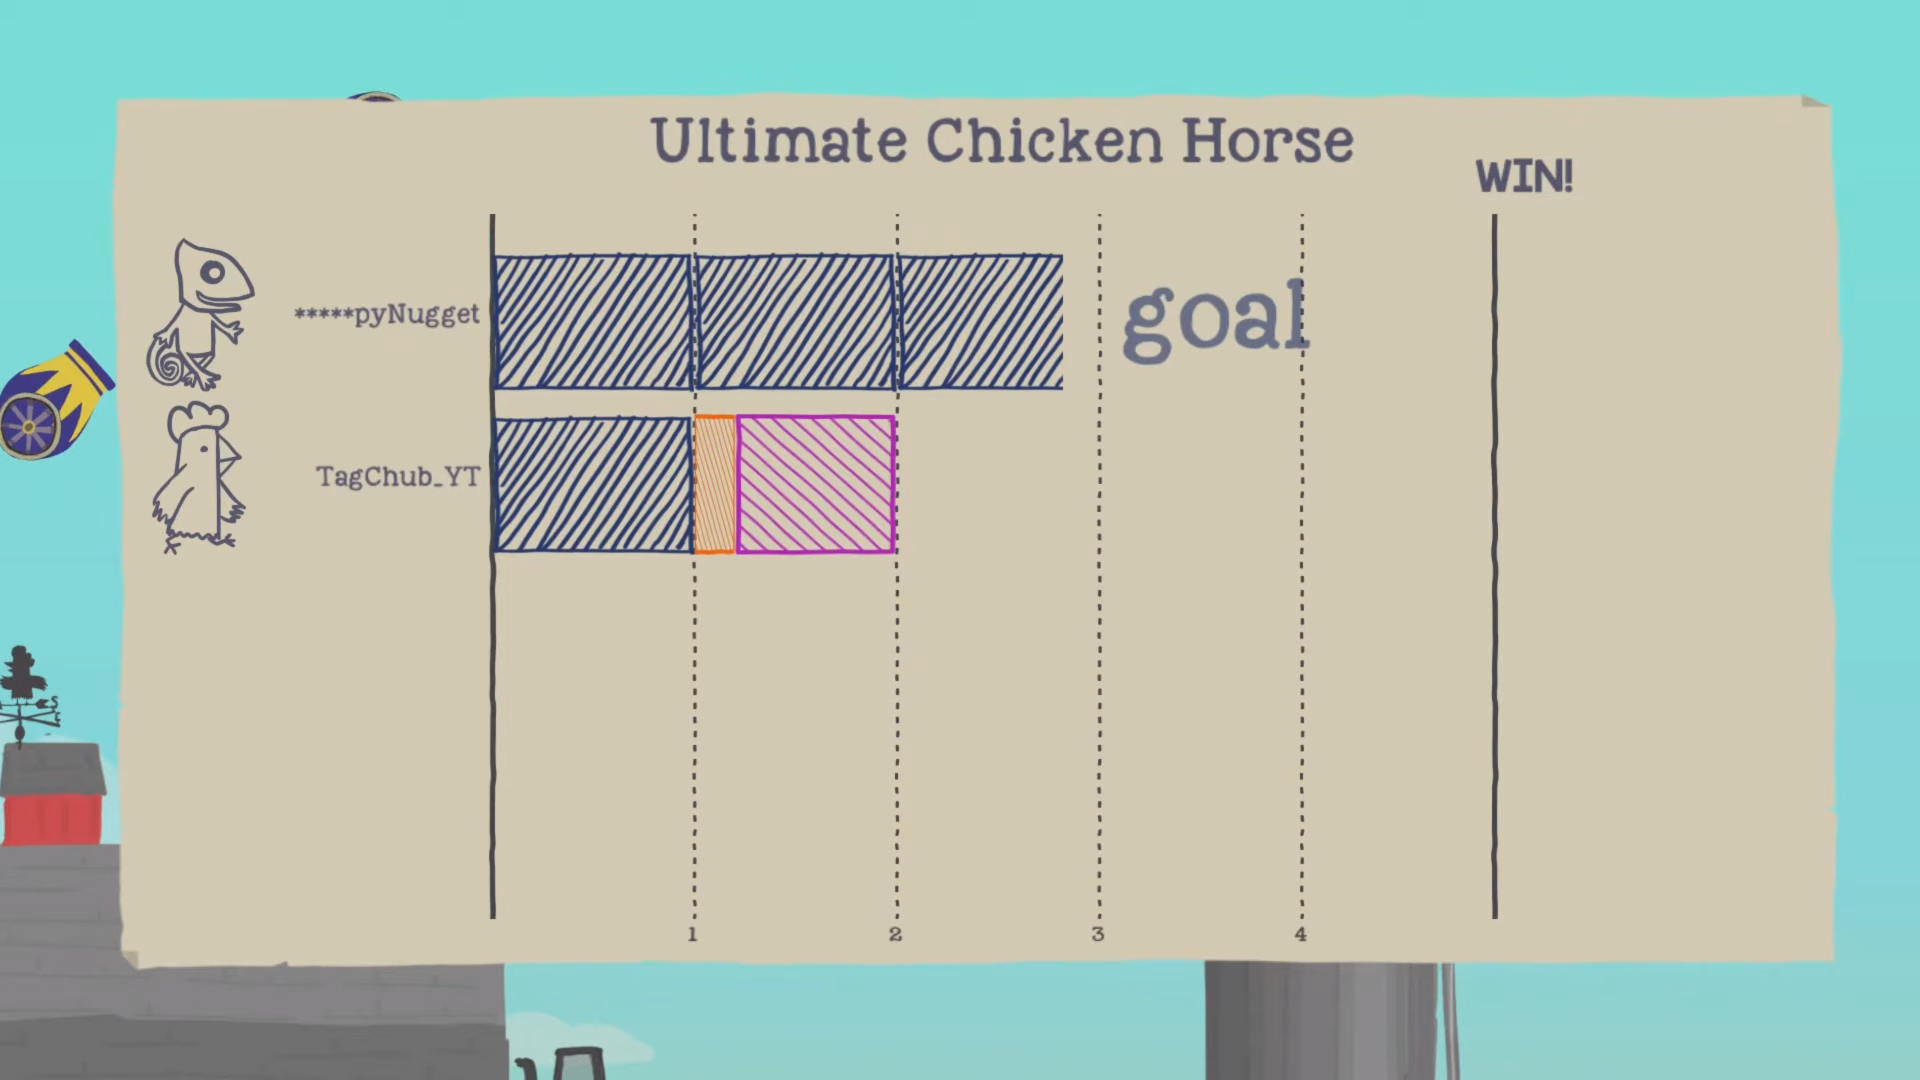 Ultimate Chicken Horse
WIN!
*****pyNugget
goal
TagChub_YT
1 2 3 4
S